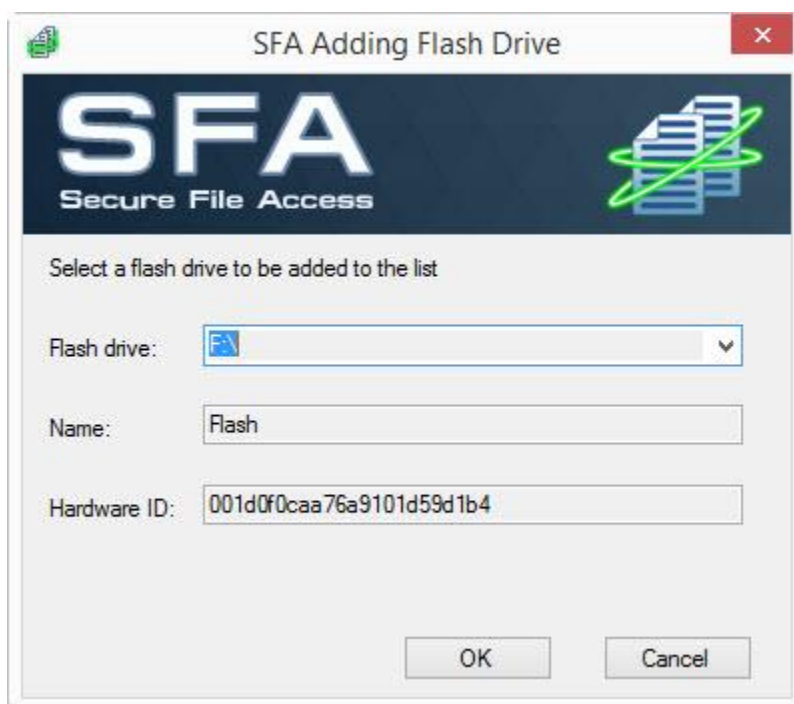 SFA Adding Flash Drive
SFA
Secure File Access
Select a flash drive to be added to the list
Flash drive: F:\
Name: Flash
Hardware ID: 001d0f0caa76a9101d59d1b4
OK Cancel